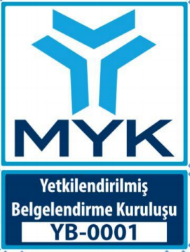 MYK
Yetkilendirilmiş
Belgelendirme Kuruluşu
YB-0001